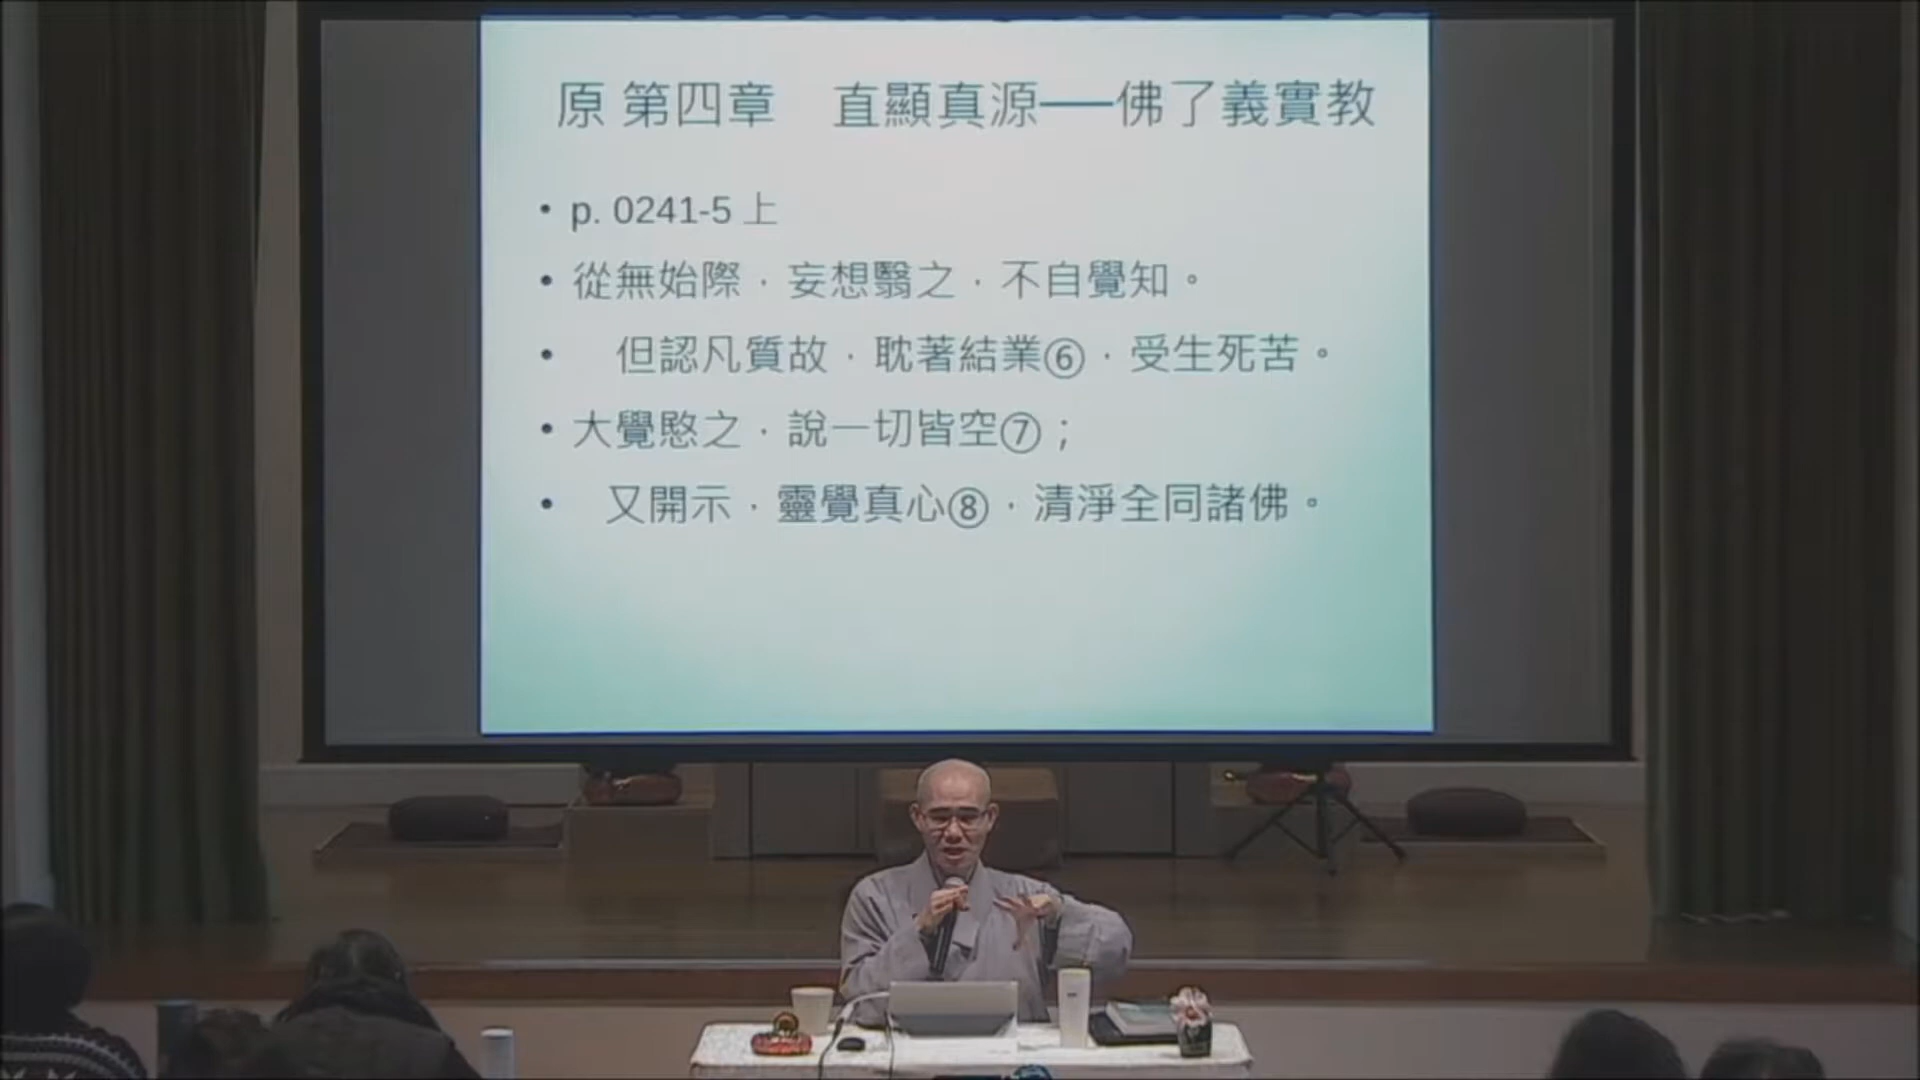 原 第四章　直顯真源──佛了義實教
• p. 0241-5 上
• 從無始際，妄想翳之，不自覺知。
•　但認凡質故，耽著結業⑥，受生死苦。
• 大覺愍之，說一切皆空⑦；
•　又開示，靈覺真心⑧，清淨全同諸佛。